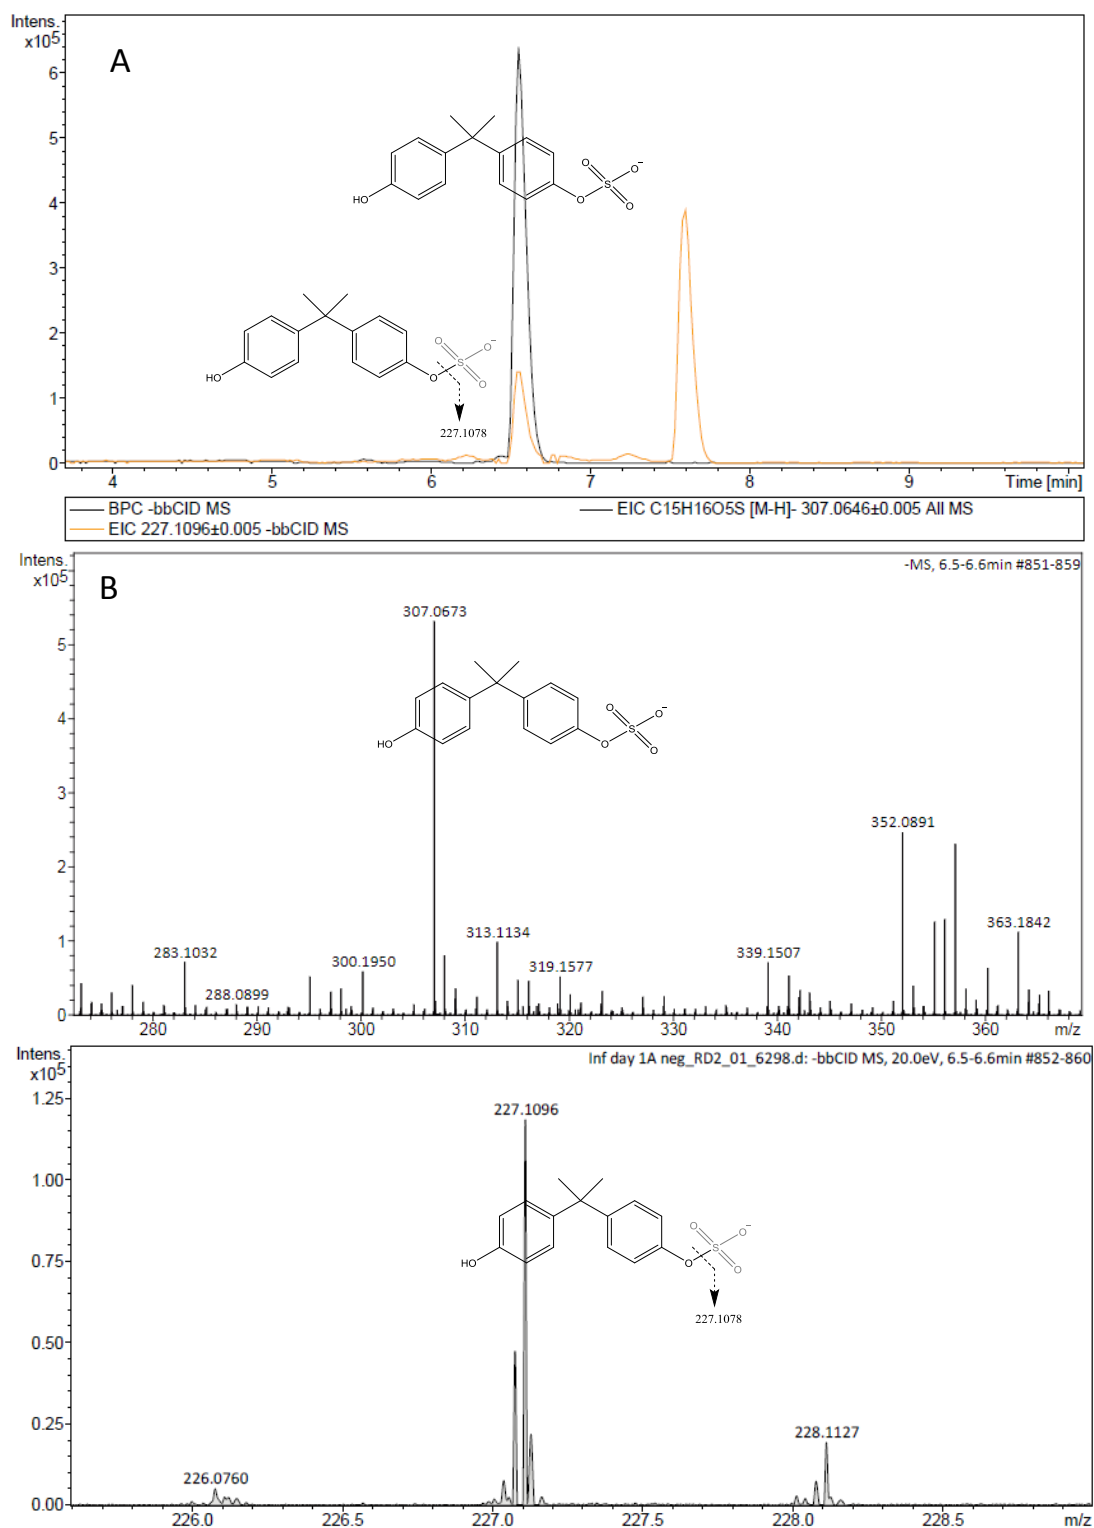 Intens.
x10⁵
A
6
5
4
3
2
1
0
HO
O
S
O⁻
O
O
HO
O
S
O⁻
O
O
227.1078
4 5 6 7 8 9 Time [min]
BPC -bbCID MS
EIC C15H16O5S [M-H]- 307.0646±0.005 All MS
EIC 227.1096±0.005 -bbCID MS
Intens.
x10⁵
B
-MS, 6.5-6.6min #851-859
307.0673
5
4
3
2
1
0
HO
O
S
O⁻
O
O
352.0891
363.1842
313.1134
283.1032
300.1950
319.1577
339.1507
288.0899
280 290 300 310 320 330 340 350 360 m/z
Intens.
x10⁵
Inf day 1A neg_RD2_01_6298.d: -bbCID MS, 20.0eV, 6.5-6.6min #852-860
227.1096
1.25
1.00
0.75
0.50
0.25
0.00
HO
O
S
O⁻
O
O
227.1078
228.1127
226.0760
226.0 226.5 227.0 227.5 228.0 228.5 m/z